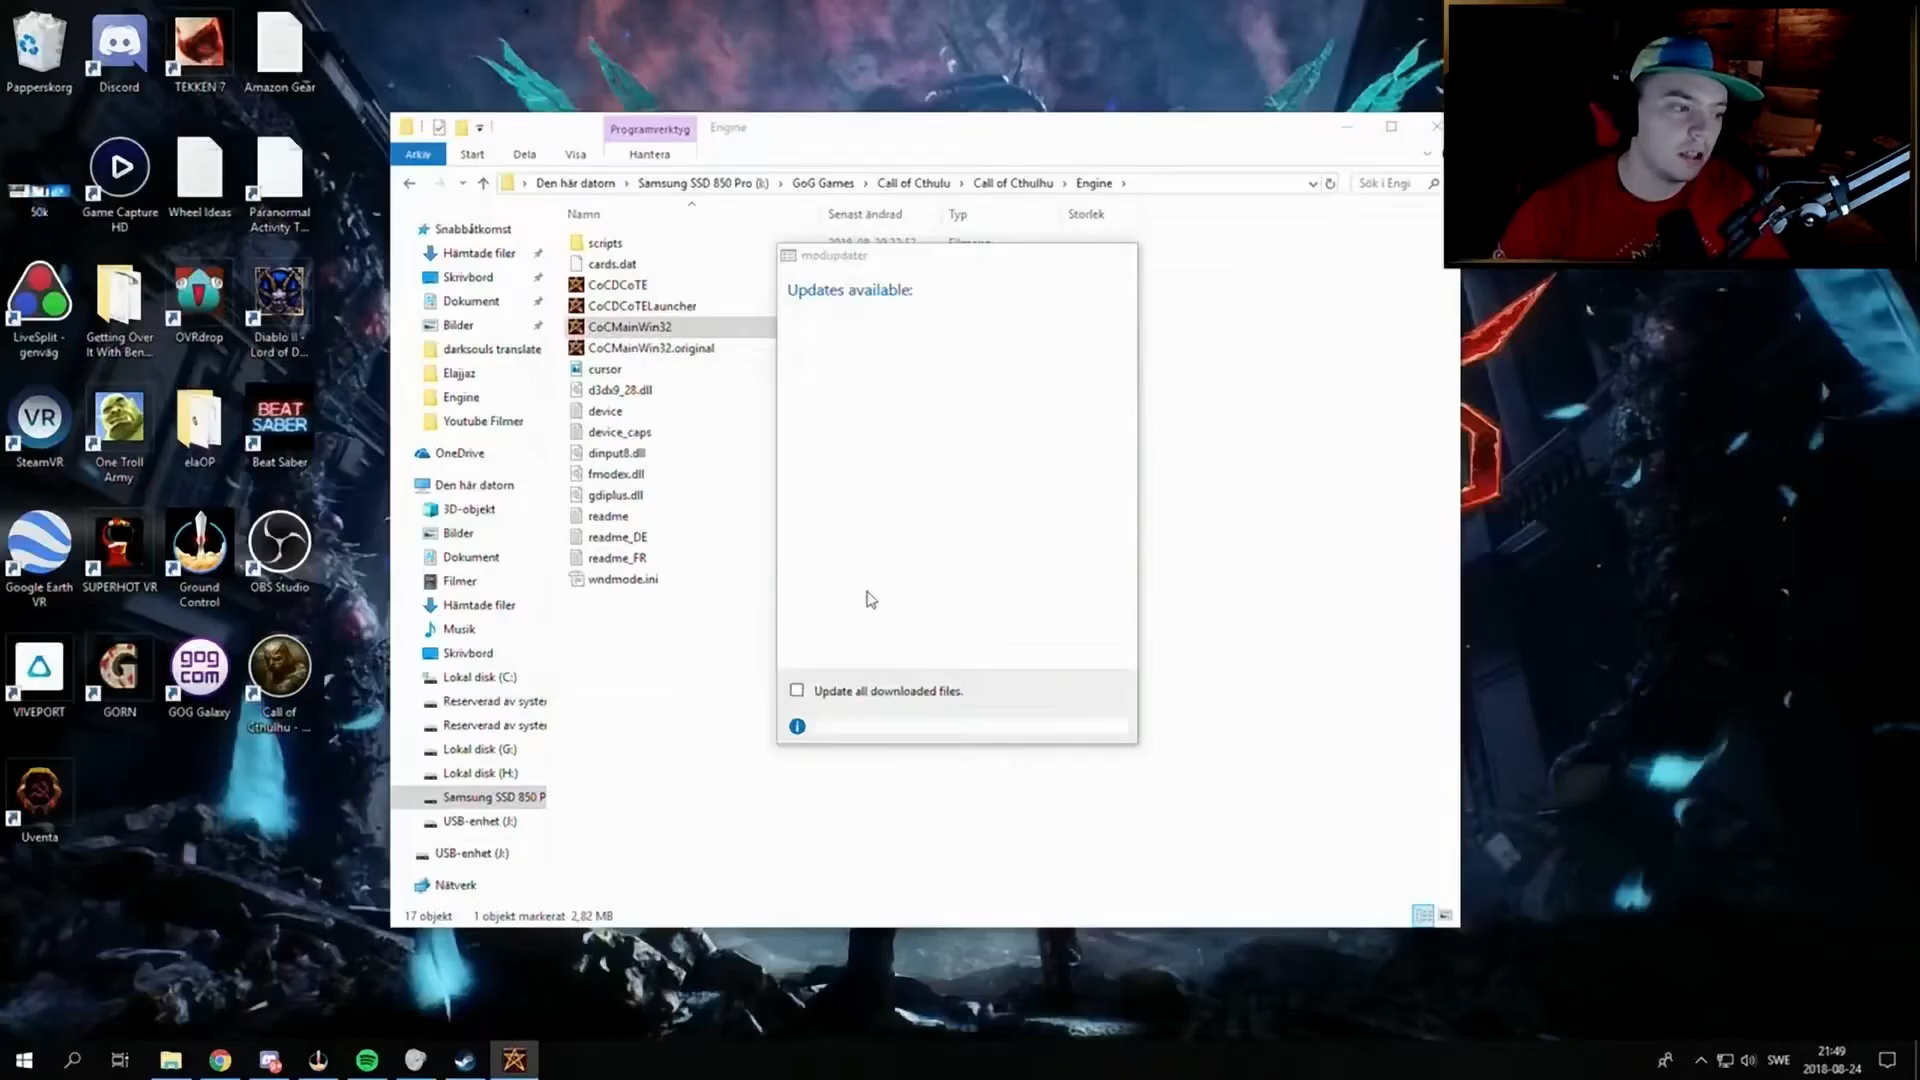 Papperskorg
Discord
TEKKEN 7
Amazon Gear
50k
Game Capture HD
Wheel Ideas
Paranormal Activity T...
LiveSplit - genväg
Getting Over It With Ben...
OVRdrop
Diablo II - Lord of D...
VR
SteamVR
One Troll Army
elaOP
BEAT SABER
Beat Saber
Google Earth VR
SUPERHOT VR
Ground Control
OBS Studio
VIVEPORT
GORN
gog com
GOG Galaxy
Call of Cthulhu - ...
Uventa
Programverktyg
Engine
Arkiv
Start
Dela
Visa
Hantera
Den här datorn
Samsung SSD 850 Pro (I:)
GoG Games
Call of Cthulu
Call of Cthulhu
Engine
Sök i Engi
Namn
Senast ändrad
Typ
Storlek
Snabbåtkomst
Hämtade filer
Skrivbord
Dokument
Bilder
darksouls translate
Elajjaz
Engine
Youtube Filmer
OneDrive
Den här datorn
3D-objekt
Bilder
Dokument
Filmer
Hämtade filer
Musik
Skrivbord
Lokal disk (C:)
Reserverad av syste
Reserverad av syste
Lokal disk (G:)
Lokal disk (H:)
Samsung SSD 850 P
USB-enhet (J:)
USB-enhet (J:)
Nätverk
scripts
cards.dat
CoCDCoTE
CoCDCoTELauncher
CoCMainWin32
CoCMainWin32.original
cursor
d3dx9_28.dll
device
device_caps
dinput8.dll
fmodex.dll
gdiplus.dll
readme
readme_DE
readme_FR
wndmode.ini
modupdater
Updates available:
Update all downloaded files.
17 objekt
1 objekt markerat 2,82 MB
SWE
21:49
2018-08-24